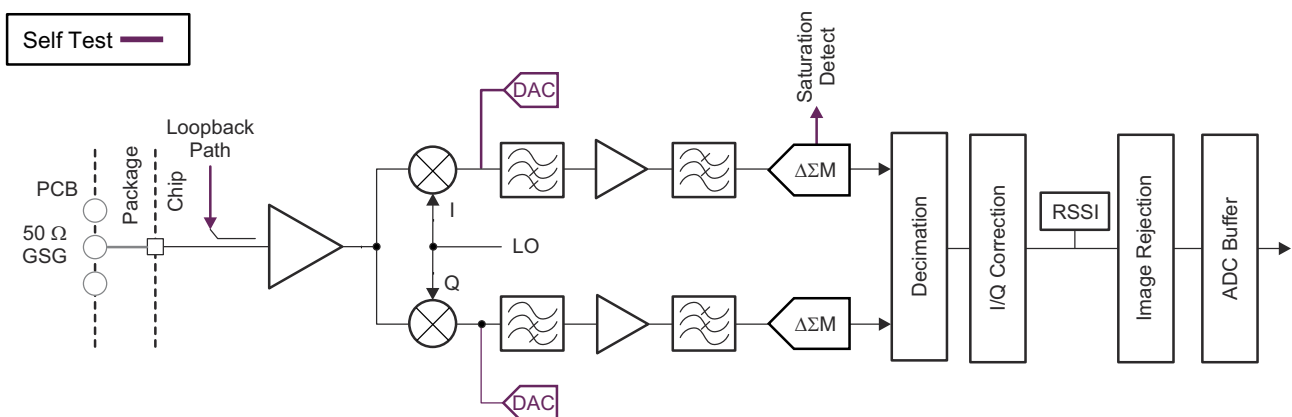 Self Test
Saturation
Detect
DAC
Loopback
Path
PCB
Package
Chip
ΔΣM
I
RSSI
50 Ω
GSG
LO
Decimation
I/Q Correction
Image Rejection
ADC Buffer
Q
ΔΣM
DAC